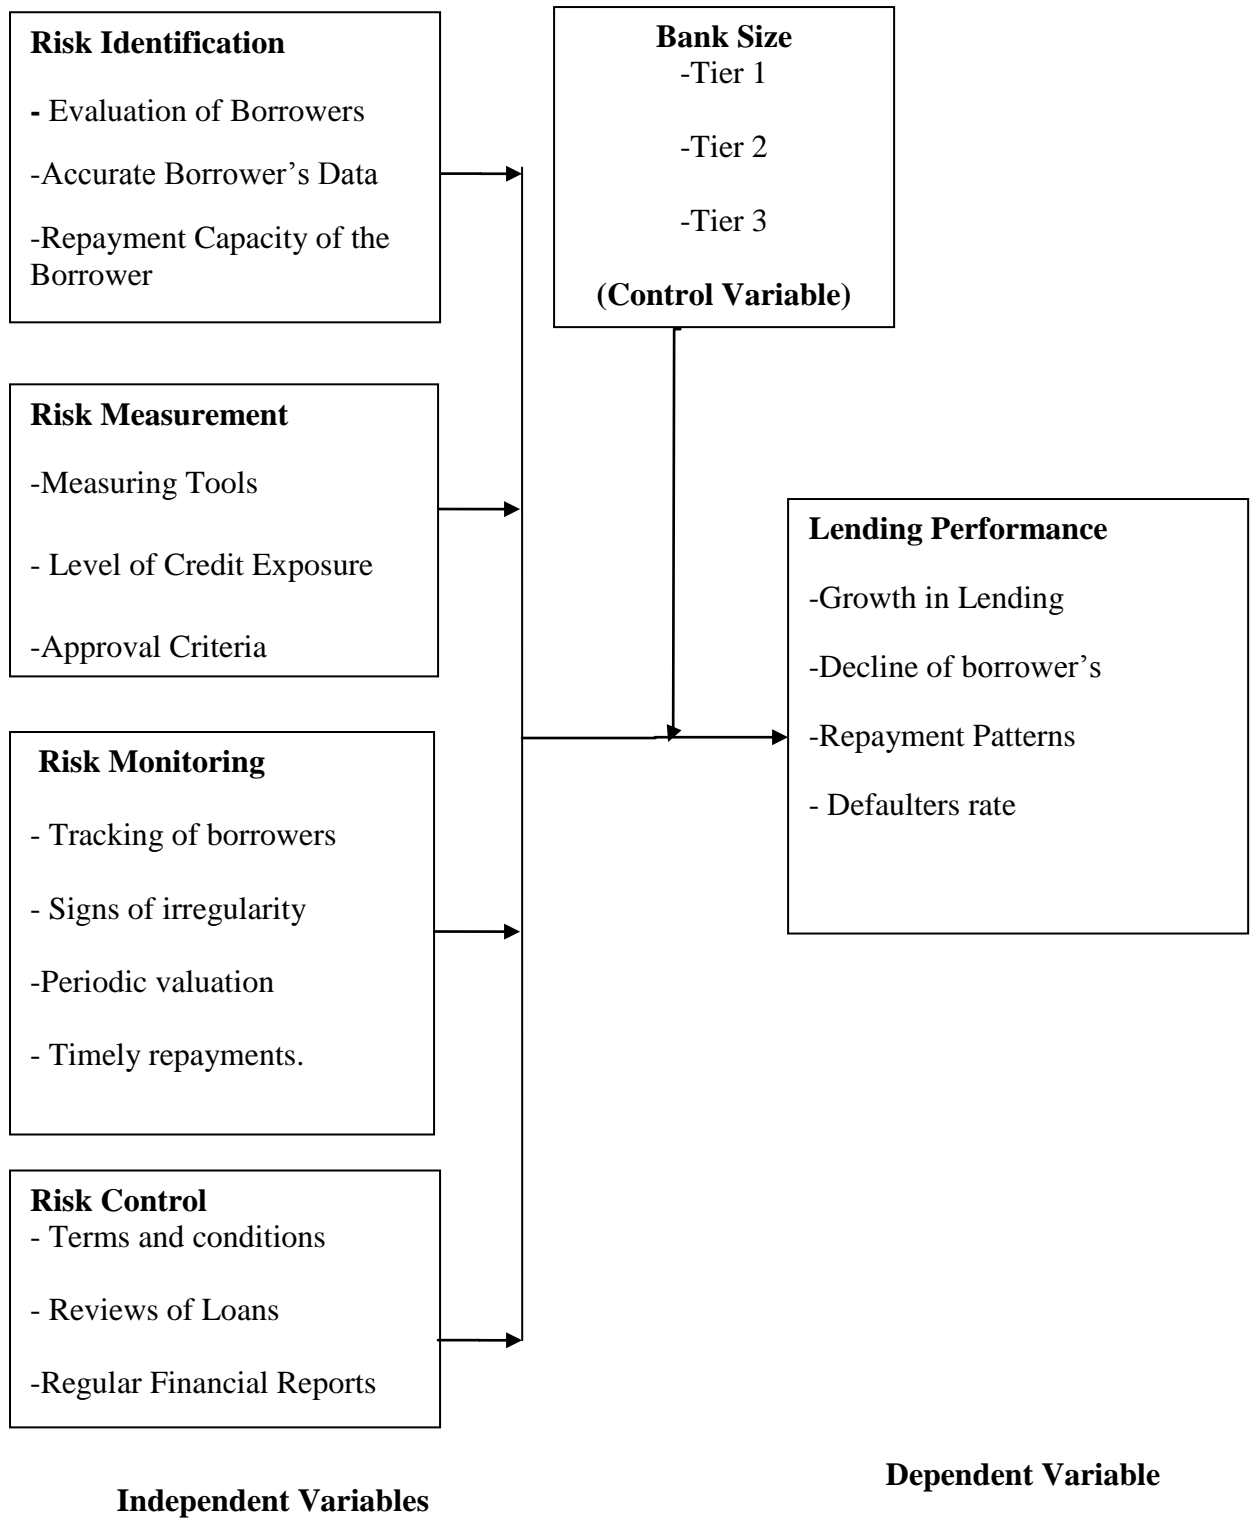 Risk Identification
- Evaluation of Borrowers
-Accurate Borrower’s Data
-Repayment Capacity of the
Borrower
Bank Size
-Tier 1
-Tier 2
-Tier 3
(Control Variable)
Risk Measurement
-Measuring Tools
- Level of Credit Exposure
-Approval Criteria
Lending Performance
-Growth in Lending
-Decline of borrower’s
-Repayment Patterns
- Defaulters rate
Risk Monitoring
- Tracking of borrowers
- Signs of irregularity
-Periodic valuation
- Timely repayments.
Risk Control
- Terms and conditions
- Reviews of Loans
-Regular Financial Reports
Dependent Variable
Independent Variables